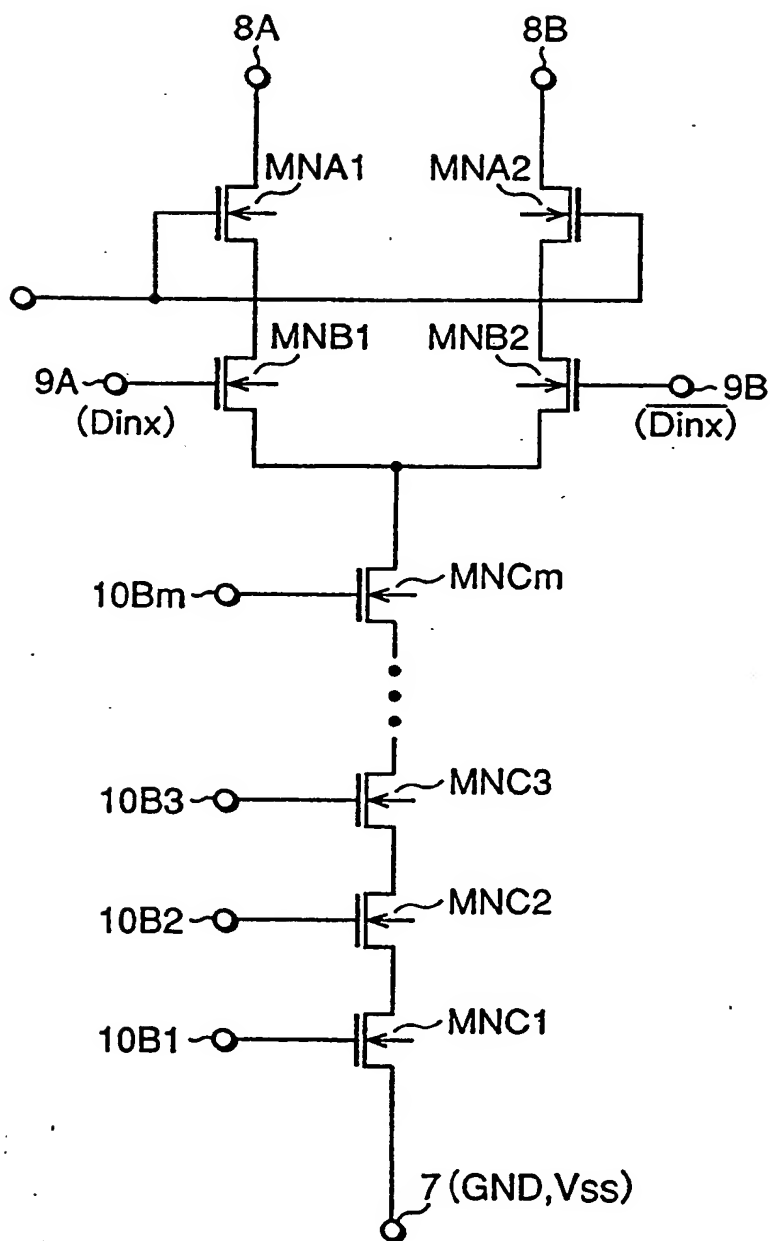 8A 8B
MNA1 MNA2
MNB1 MNB2
9A 9B
(Dinx) (D̅i̅n̅x̅)
10Bm MNCm
10B3 MNC3
10B2 MNC2
10B1 MNC1
7 (GND,Vss)